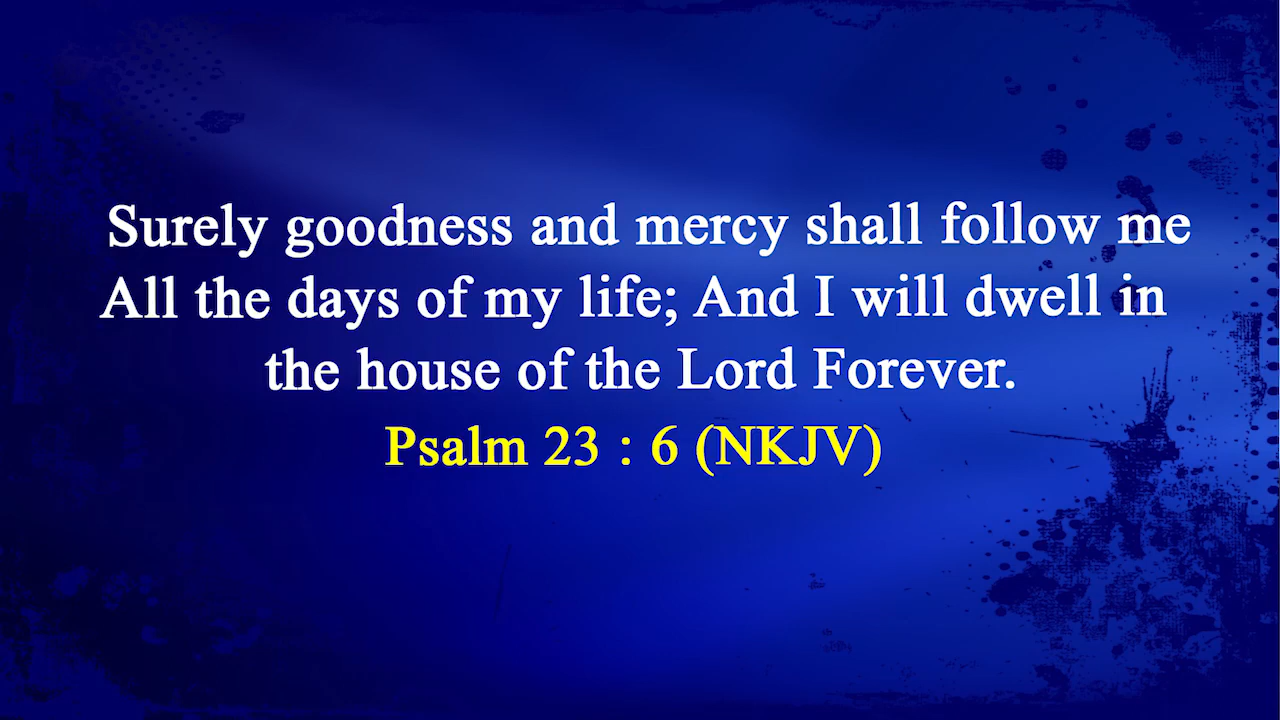 Surely goodness and mercy shall follow me
All the days of my life; And I will dwell in
the house of the Lord Forever.
Psalm 23 : 6 (NKJV)